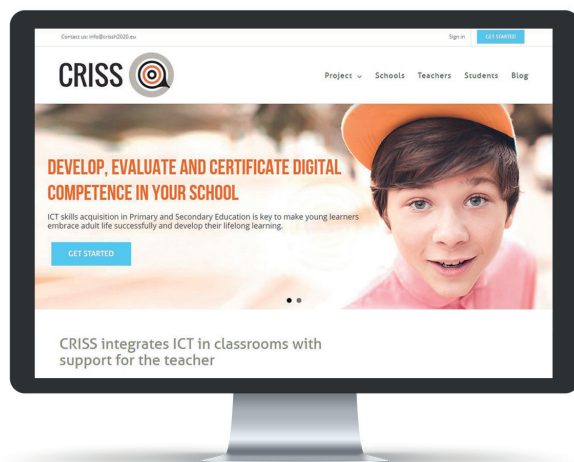 Contact us: info@crissh2020.eu
Sign in
GET STARTED
CRISS
Project
Schools
Teachers
Students
Blog
DEVELOP, EVALUATE AND CERTIFICATE DIGITAL
COMPETENCE IN YOUR SCHOOL
ICT skills acquisition in Primary and Secondary Education is key to make young learners
embrace adult life successfully and develop their lifelong learning.
GET STARTED
CRISS integrates ICT in classrooms with
support for the teacher